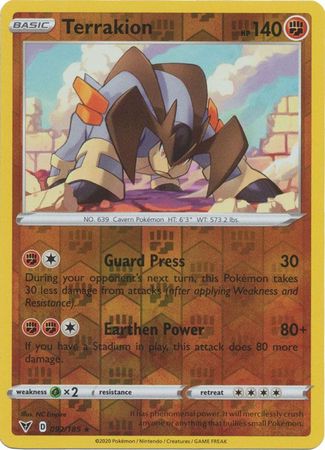 BASIC Terrakion HP 140
NO. 639 Cavern Pokémon HT: 6'3" WT: 573.2 lbs.
Guard Press 30
During your opponent's next turn, this Pokémon takes
30 less damage from attacks (after applying Weakness and
Resistance).
Earthen Power 80+
If you have a Stadium in play, this attack does 80 more
damage.
weakness ×2 resistance retreat
Illus. NC Empire
D 092/185 ★
It has phenomenal power. It will mercilessly
crush anyone or anything that bullies small Pokémon.
©2020 Pokémon / Nintendo / Creatures / GAME FREAK